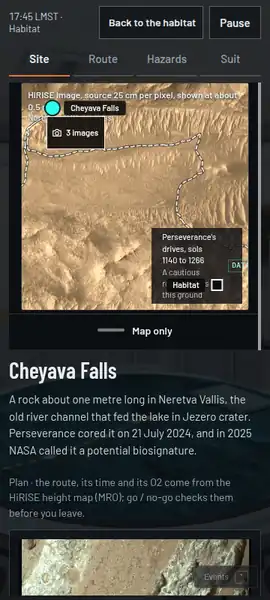 17:45 LMST ·
Habitat
Back to the habitat
Pause
Site
Route
Hazards
Suit
HiRISE image, source 25 cm per pixel, shown at about
0.5
Cheyava Falls
3 images
Perseverance's
drives, sols
1140 to 1266
A cautious
Habitat
this ground
DAT
Map only
Cheyava Falls
A rock about one metre long in Neretva Vallis, the
old river channel that fed the lake in Jezero crater.
Perseverance cored it on 21 July 2024, and in 2025
NASA called it a potential biosignature.
Plan · the route, its time and its O2 come from the
HiRISE height map (MRO); go / no-go checks them
before you leave.
Events